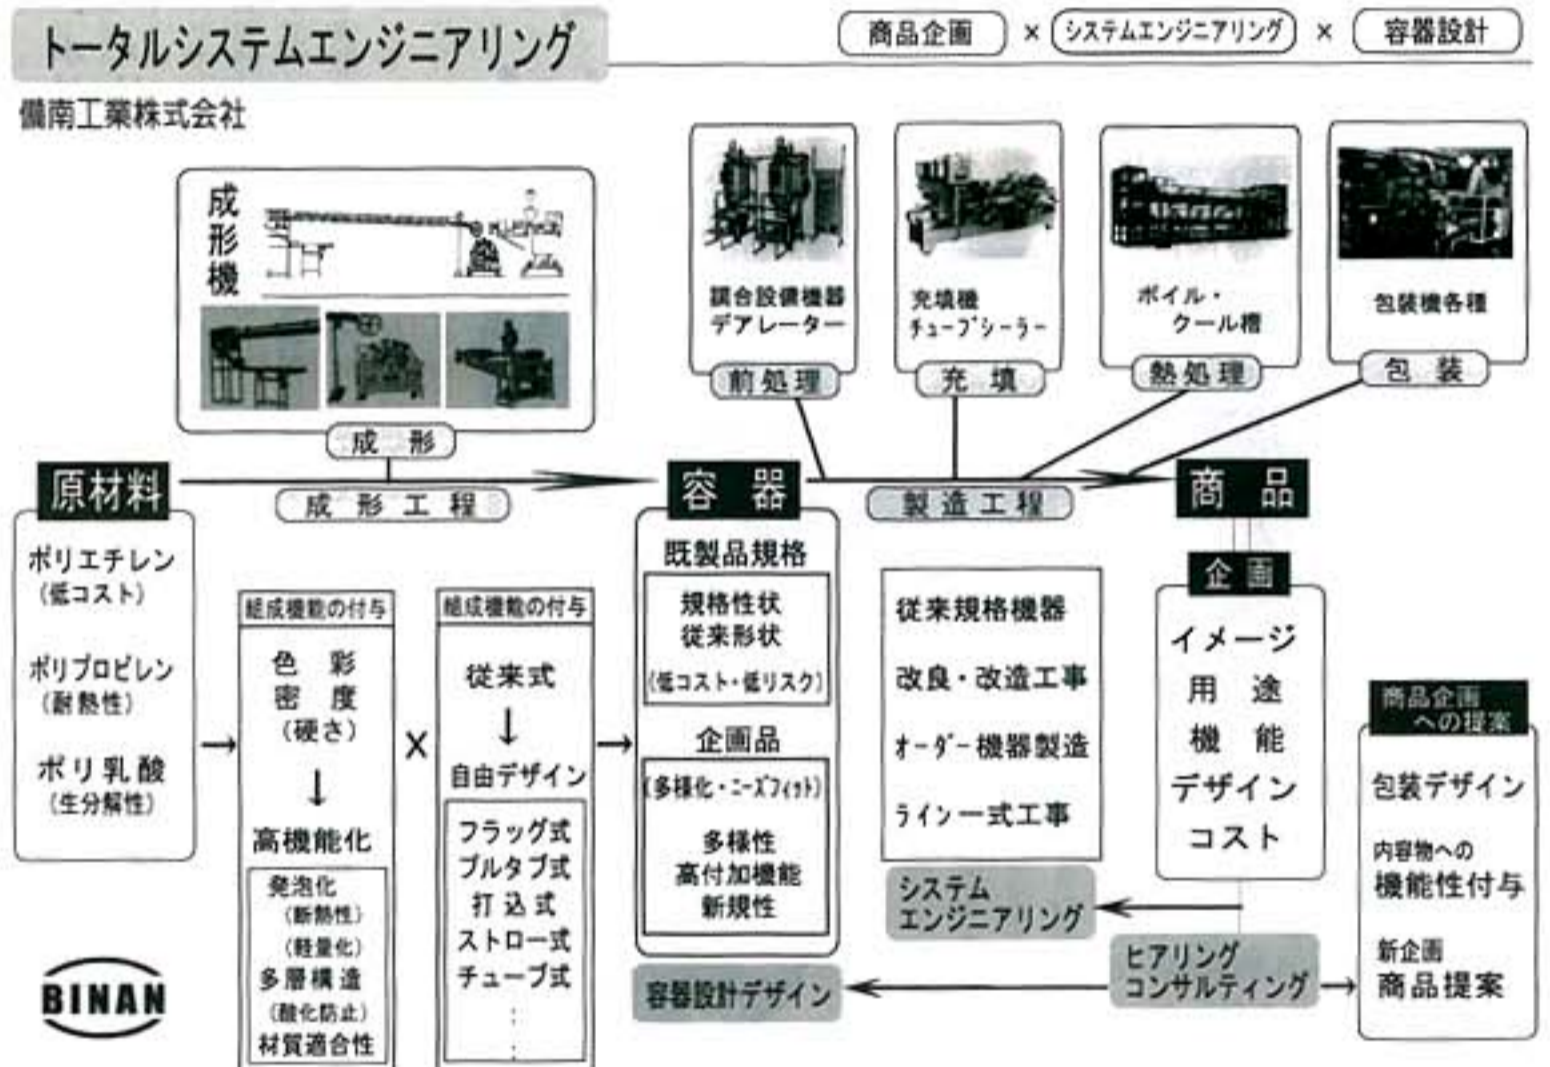 トータルシステムエンジニアリング
商品企画 × システムエンジニアリング × 容器設計
備南工業株式会社
成形機
成形
調合設備機器
デアレーター
前処理
充填機
チューブシーラー
充填
ボイル・
クール槽
熱処理
包装機各種
包装
原材料
成形工程
容器
製造工程
商品
ポリエチレン
(低コスト)
ポリプロピレン
(耐熱性)
ポリ乳酸
(生分解性)
組成機能の付与
色彩
密度
(硬さ)
↓
高機能化
発泡化
(断熱性)
(軽量化)
多層構造
(酸化防止)
材質適合性
×
組成機能の付与
従来式
↓
自由デザイン
フラッグ式
プルタブ式
打込式
ストロー式
チューブ式
既製品規格
規格性状
従来形状
(低コスト・低リスク)
企画品
(多様化・ニーズフィット)
多様性
高付加機能
新規性
容器設計デザイン
従来規格機器
改良・改造工事
オーダー機器製造
ライン一式工事
システム
エンジニアリング
企画
イメージ
用途
機能
デザイン
コスト
ヒアリング
コンサルティング
商品企画
への提案
包装デザイン
内容物への
機能性付与
新企画
商品提案
BINAN